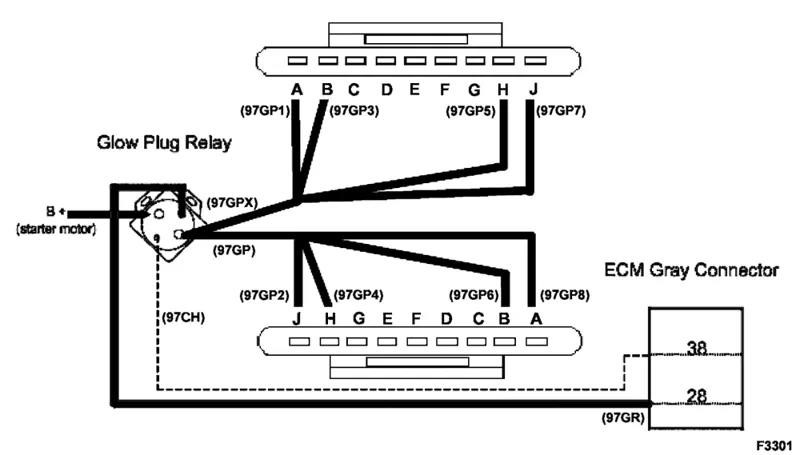 A B C D E F G H J
(97GP1) (97GP3) (97GP5) (97GP7)
Glow Plug Relay
(97GPX)
B +
(starter motor)
(97GP)
ECM Gray Connector
(97GP2) (97GP4) (97GP6) (97GP8)
(97CH)
J H G E F D C B A
38
28
(97GR)
F3301